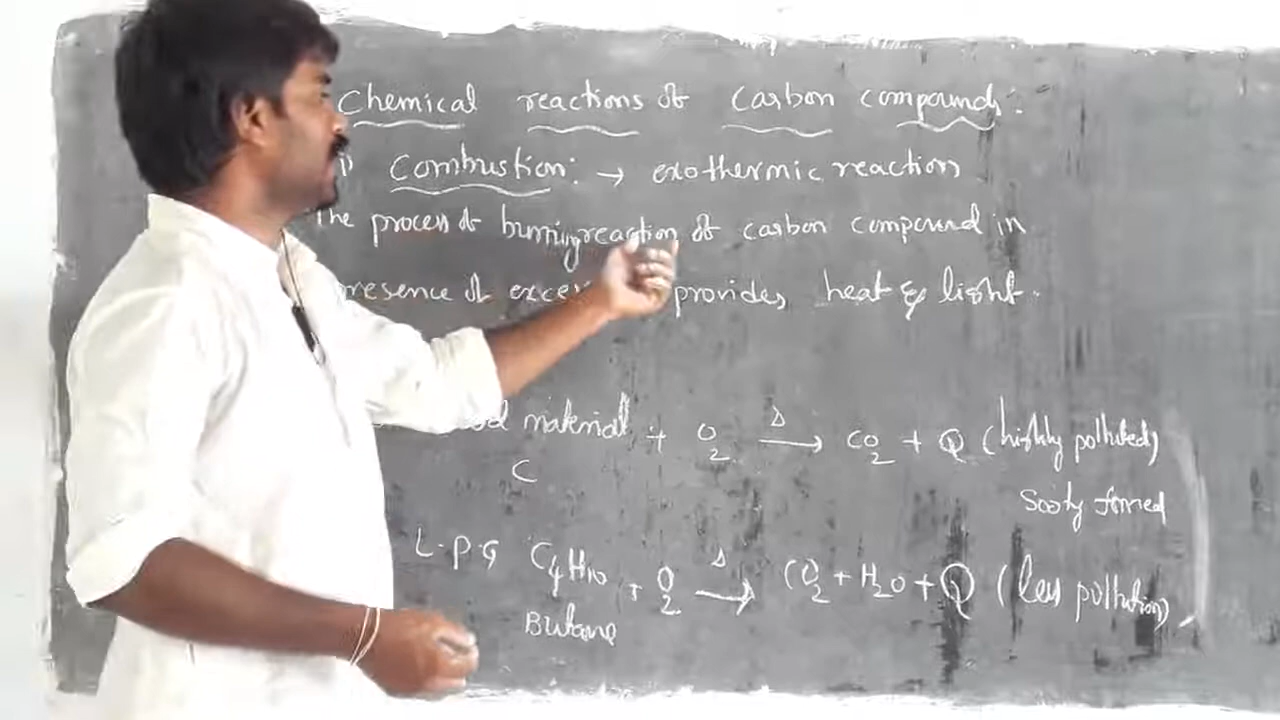 Chemical reactions of carbon compounds:
1) Combustion: → exothermic reaction
The process of burning reaction of carbon compound in
presence of provides heat & light.
material + O₂ —Δ→ CO₂ + Q (highly polluted)
C
Sooty formed
L.P.G C₄H₁₀ + O₂ —Δ→ CO₂ + H₂O + Q (less pollution)
Butane